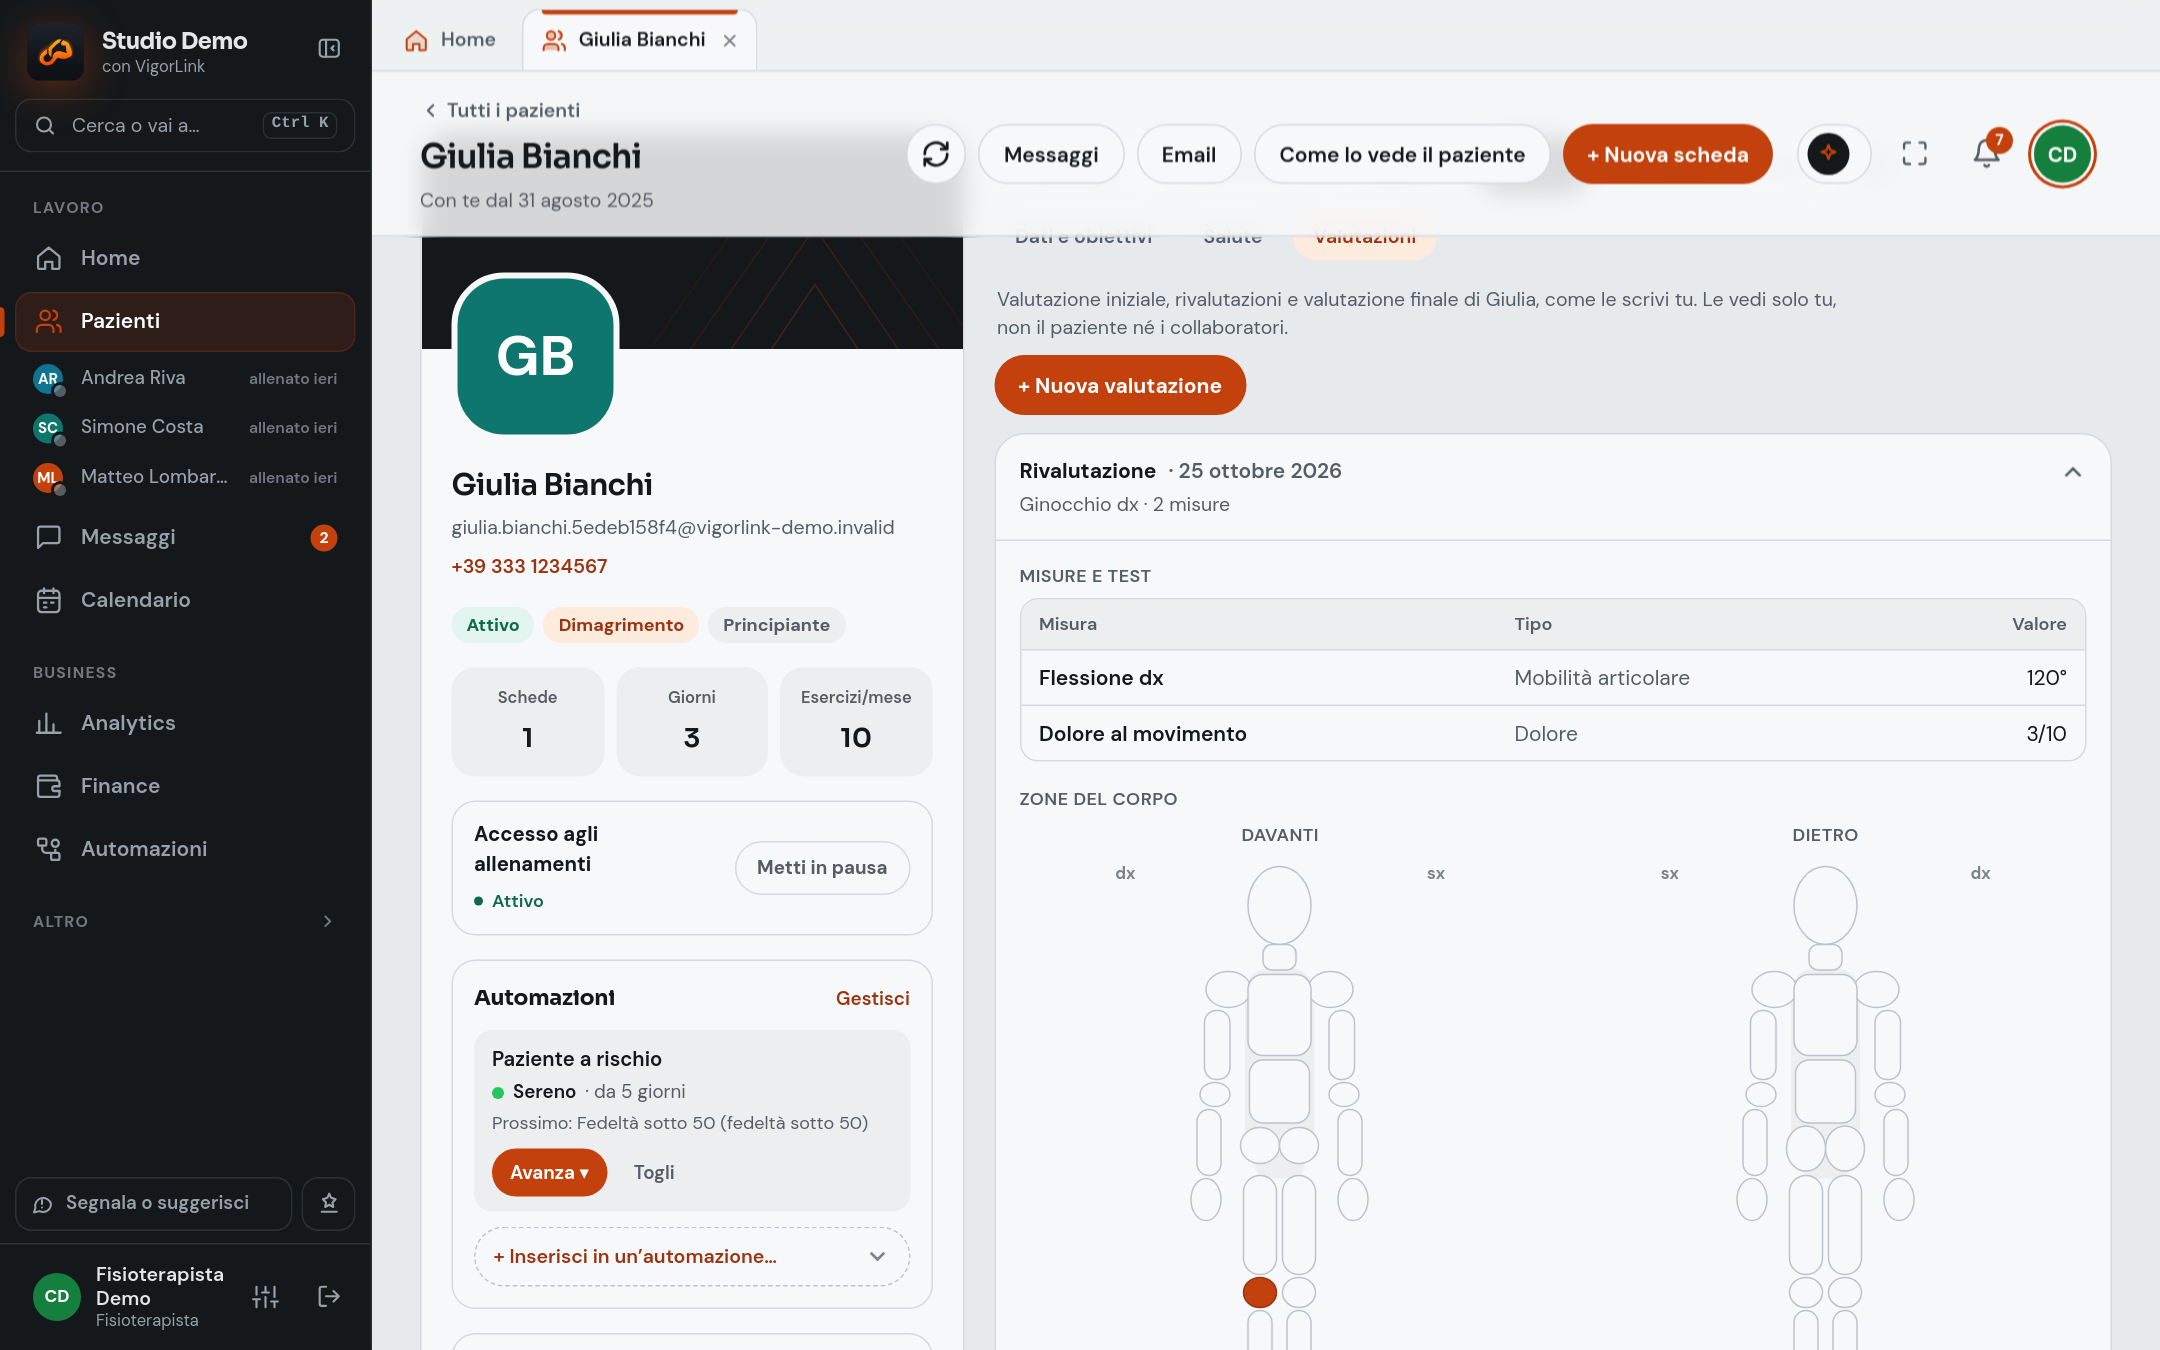 Studio Demo
con VigorLink
Cerca o vai a...
Ctrl K
LAVORO
Home
Pazienti
AR Andrea Riva allenato ieri
SC Simone Costa allenato ieri
ML Matteo Lombar... allenato ieri
Messaggi 2
Calendario
BUSINESS
Analytics
Finance
Automazioni
ALTRO
Segnala o suggerisci
CD
Fisioterapista
Demo
Fisioterapista
Home
Giulia Bianchi
Tutti i pazienti
Giulia Bianchi
Con te dal 31 agosto 2025
Messaggi
Email
Come lo vede il paziente
+ Nuova scheda
7
CD
GB
Giulia Bianchi
giulia.bianchi.5edeb158f4@vigorlink-demo.invalid
+39 333 1234567
Attivo
Dimagrimento
Principiante
Schede
1
Giorni
3
Esercizi/mese
10
Accesso agli
allenamenti
Attivo
Metti in pausa
Automazioni
Gestisci
Paziente a rischio
Sereno · da 5 giorni
Prossimo: Fedeltà sotto 50 (fedeltà sotto 50)
Avanza ▾
Togli
+ Inserisci in un’automazione...
Dati e obiettivi
Salute
Valutazioni
Valutazione iniziale, rivalutazioni e valutazione finale di Giulia, come le scrivi tu. Le vedi solo tu,
non il paziente né i collaboratori.
+ Nuova valutazione
Rivalutazione · 25 ottobre 2026
Ginocchio dx · 2 misure
MISURE E TEST
Misura Tipo Valore
Flessione dx Mobilità articolare 120°
Dolore al movimento Dolore 3/10
ZONE DEL CORPO
DAVANTI
dx sx
DIETRO
sx dx